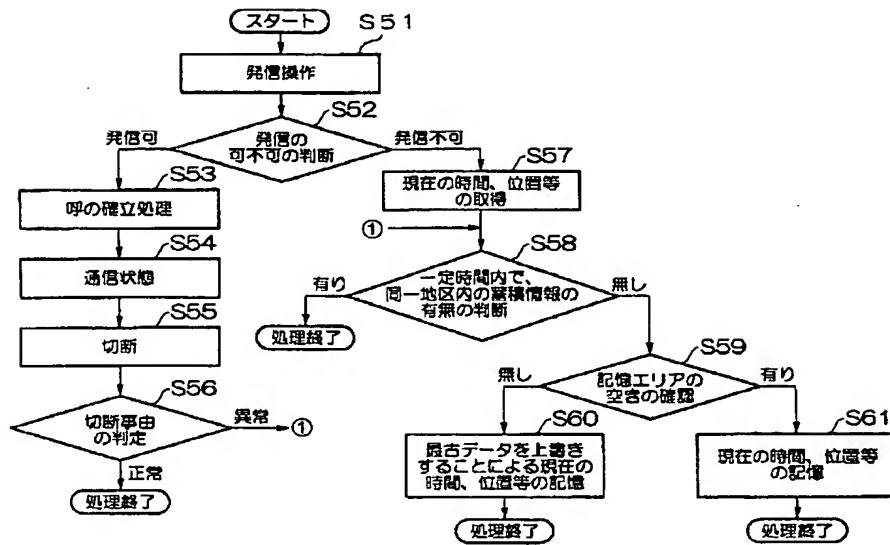 スタート
S51
発信操作
S52
発信の
可不可の判断
発信可
発信不可
S53
呼の確立処理
S54
通信状態
S55
切断
S56
切断事由
の判定
異常
①
正常
処理終了
S57
現在の時間、位置等
の取得
①
S58
一定時間内で、
同一地区内の蓄積情報の
有無の判断
有り
無し
処理終了
S59
記憶エリアの
空きの確認
無し
有り
S60
最古データを上書き
することによる現在の
時間、位置等の記憶
処理終了
S61
現在の時間、位置等
の記憶
処理終了